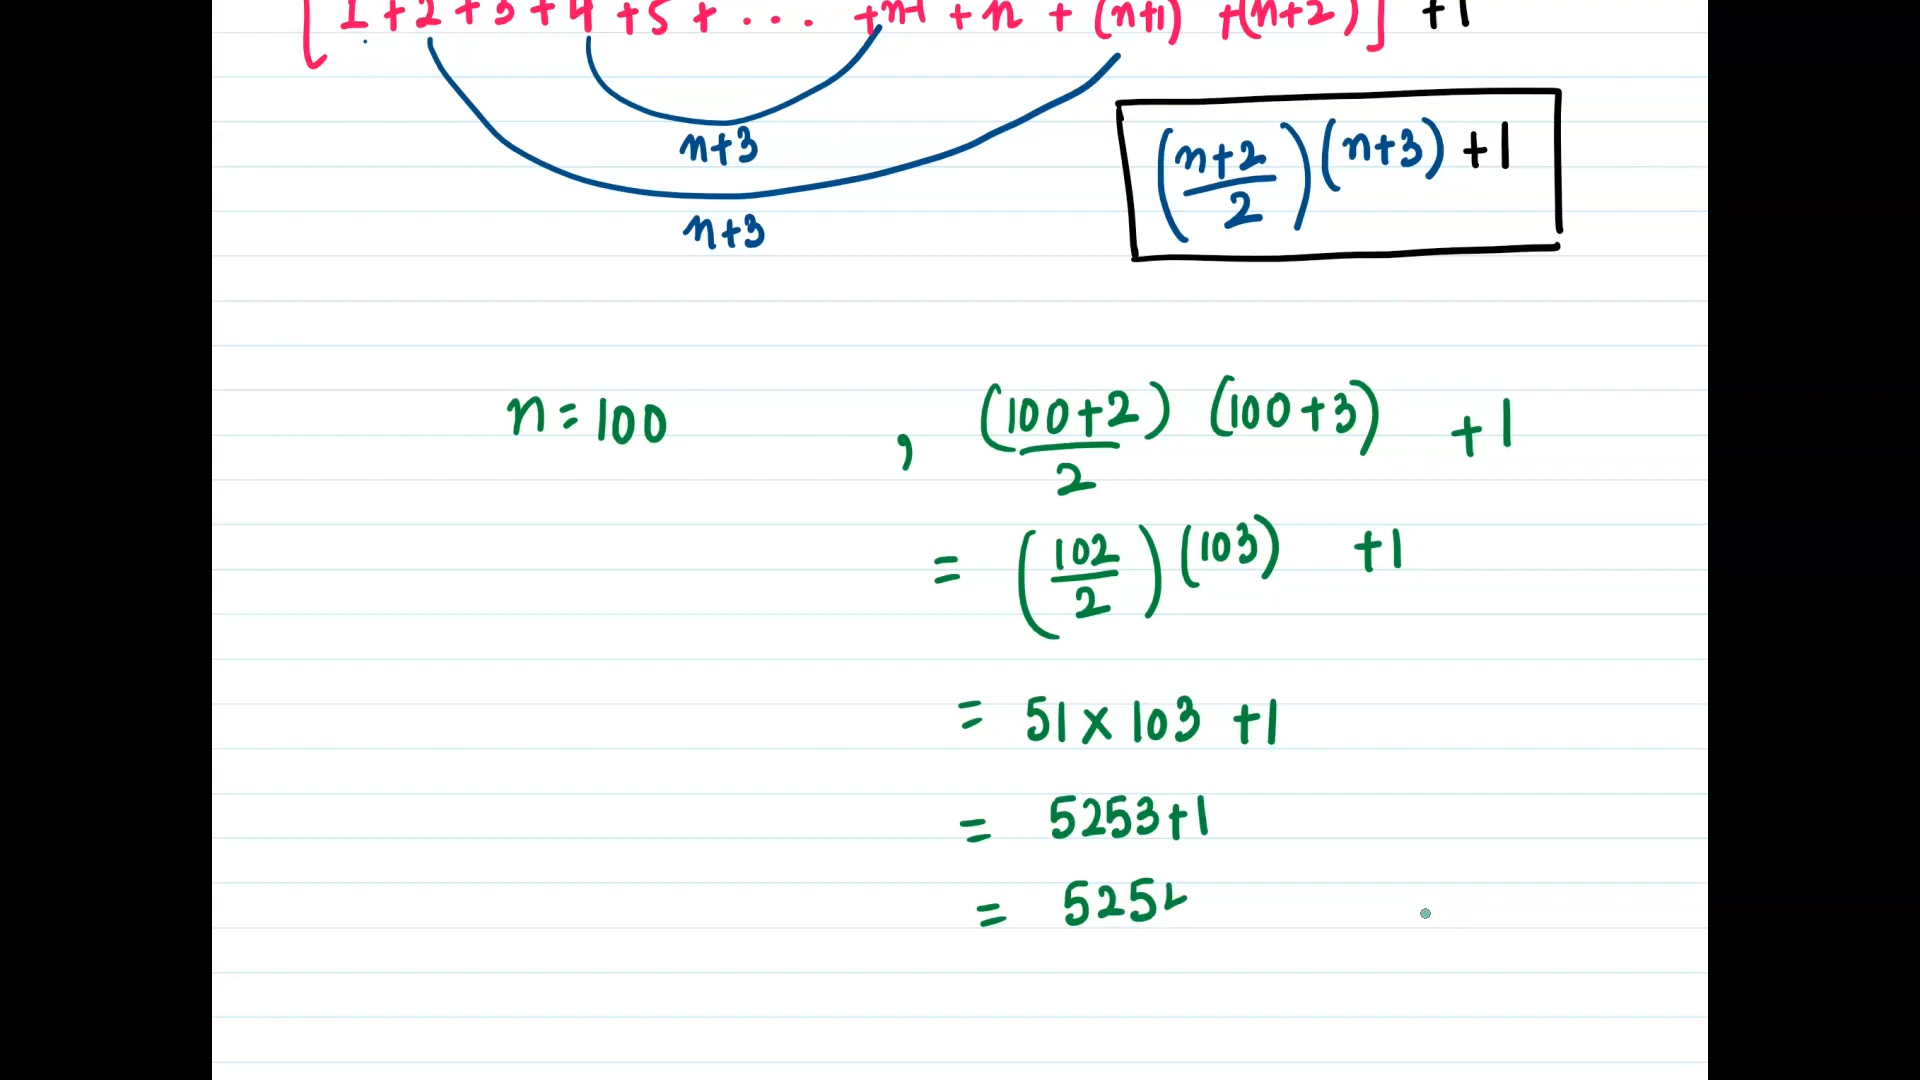 [1 + 2 + 3 + 4 + 5 + ... + n-1 + n + (n+1) + (n+2)] + 1
n+3
n+3
((n+2)/2)(n+3) + 1
n = 100 , (100+2)/2 (100+3) + 1
= (102/2)(103) + 1
= 51 x 103 + 1
= 5253 + 1
= 5254